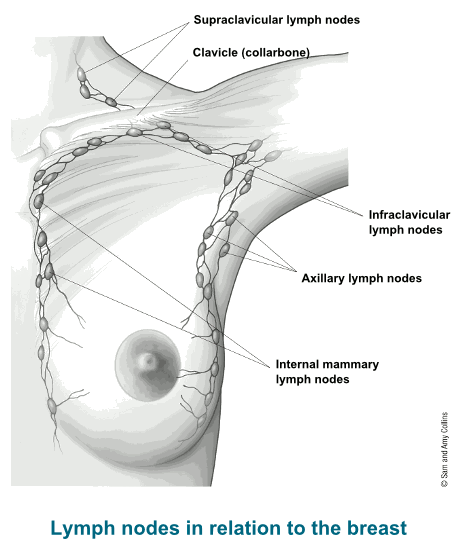 Supraclavicular lymph nodes
Clavicle (collarbone)
Infraclavicular
lymph nodes
Axillary lymph nodes
Internal mammary
lymph nodes
© Sam and Amy Collins
Lymph nodes in relation to the breast